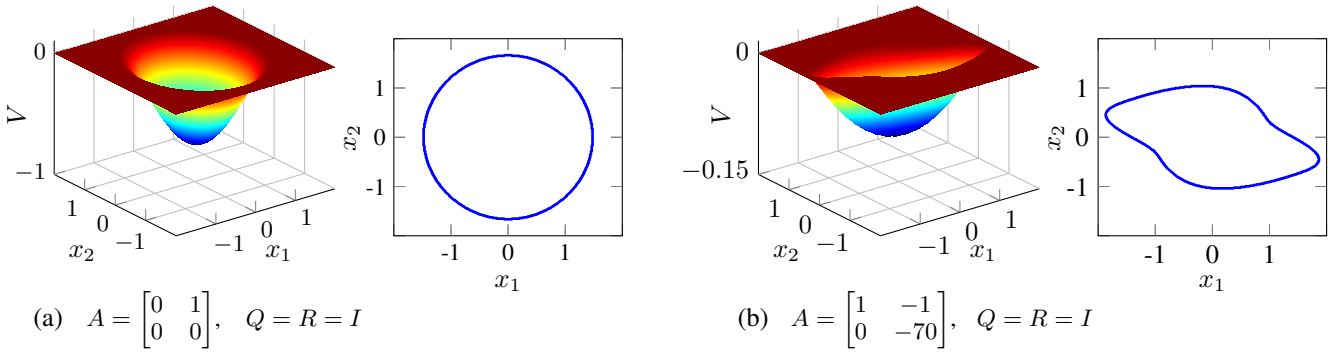 0
V
−1
1
0
−1
x₂
−1
0
1
x₁
1
0
-1
x₂
-1
0
1
x₁
(a) A = [0 1; 0 0], Q = R = I
0
V
−0.15
1
0
−1
x₂
−1
0
1
x₁
1
0
-1
x₂
-1
0
1
x₁
(b) A = [1 −1; 0 −70], Q = R = I